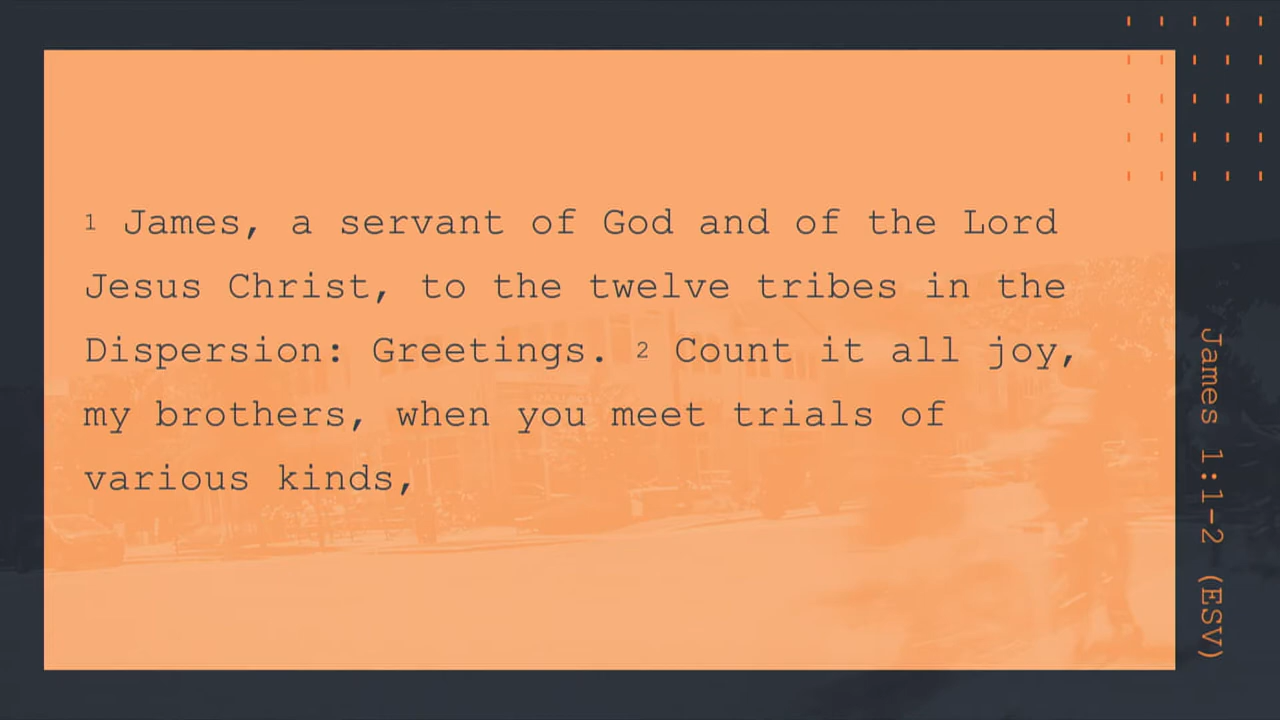 1 James, a servant of God and of the Lord
Jesus Christ, to the twelve tribes in the
Dispersion: Greetings. 2 Count it all joy,
my brothers, when you meet trials of
various kinds,
James 1:1-2 (ESV)